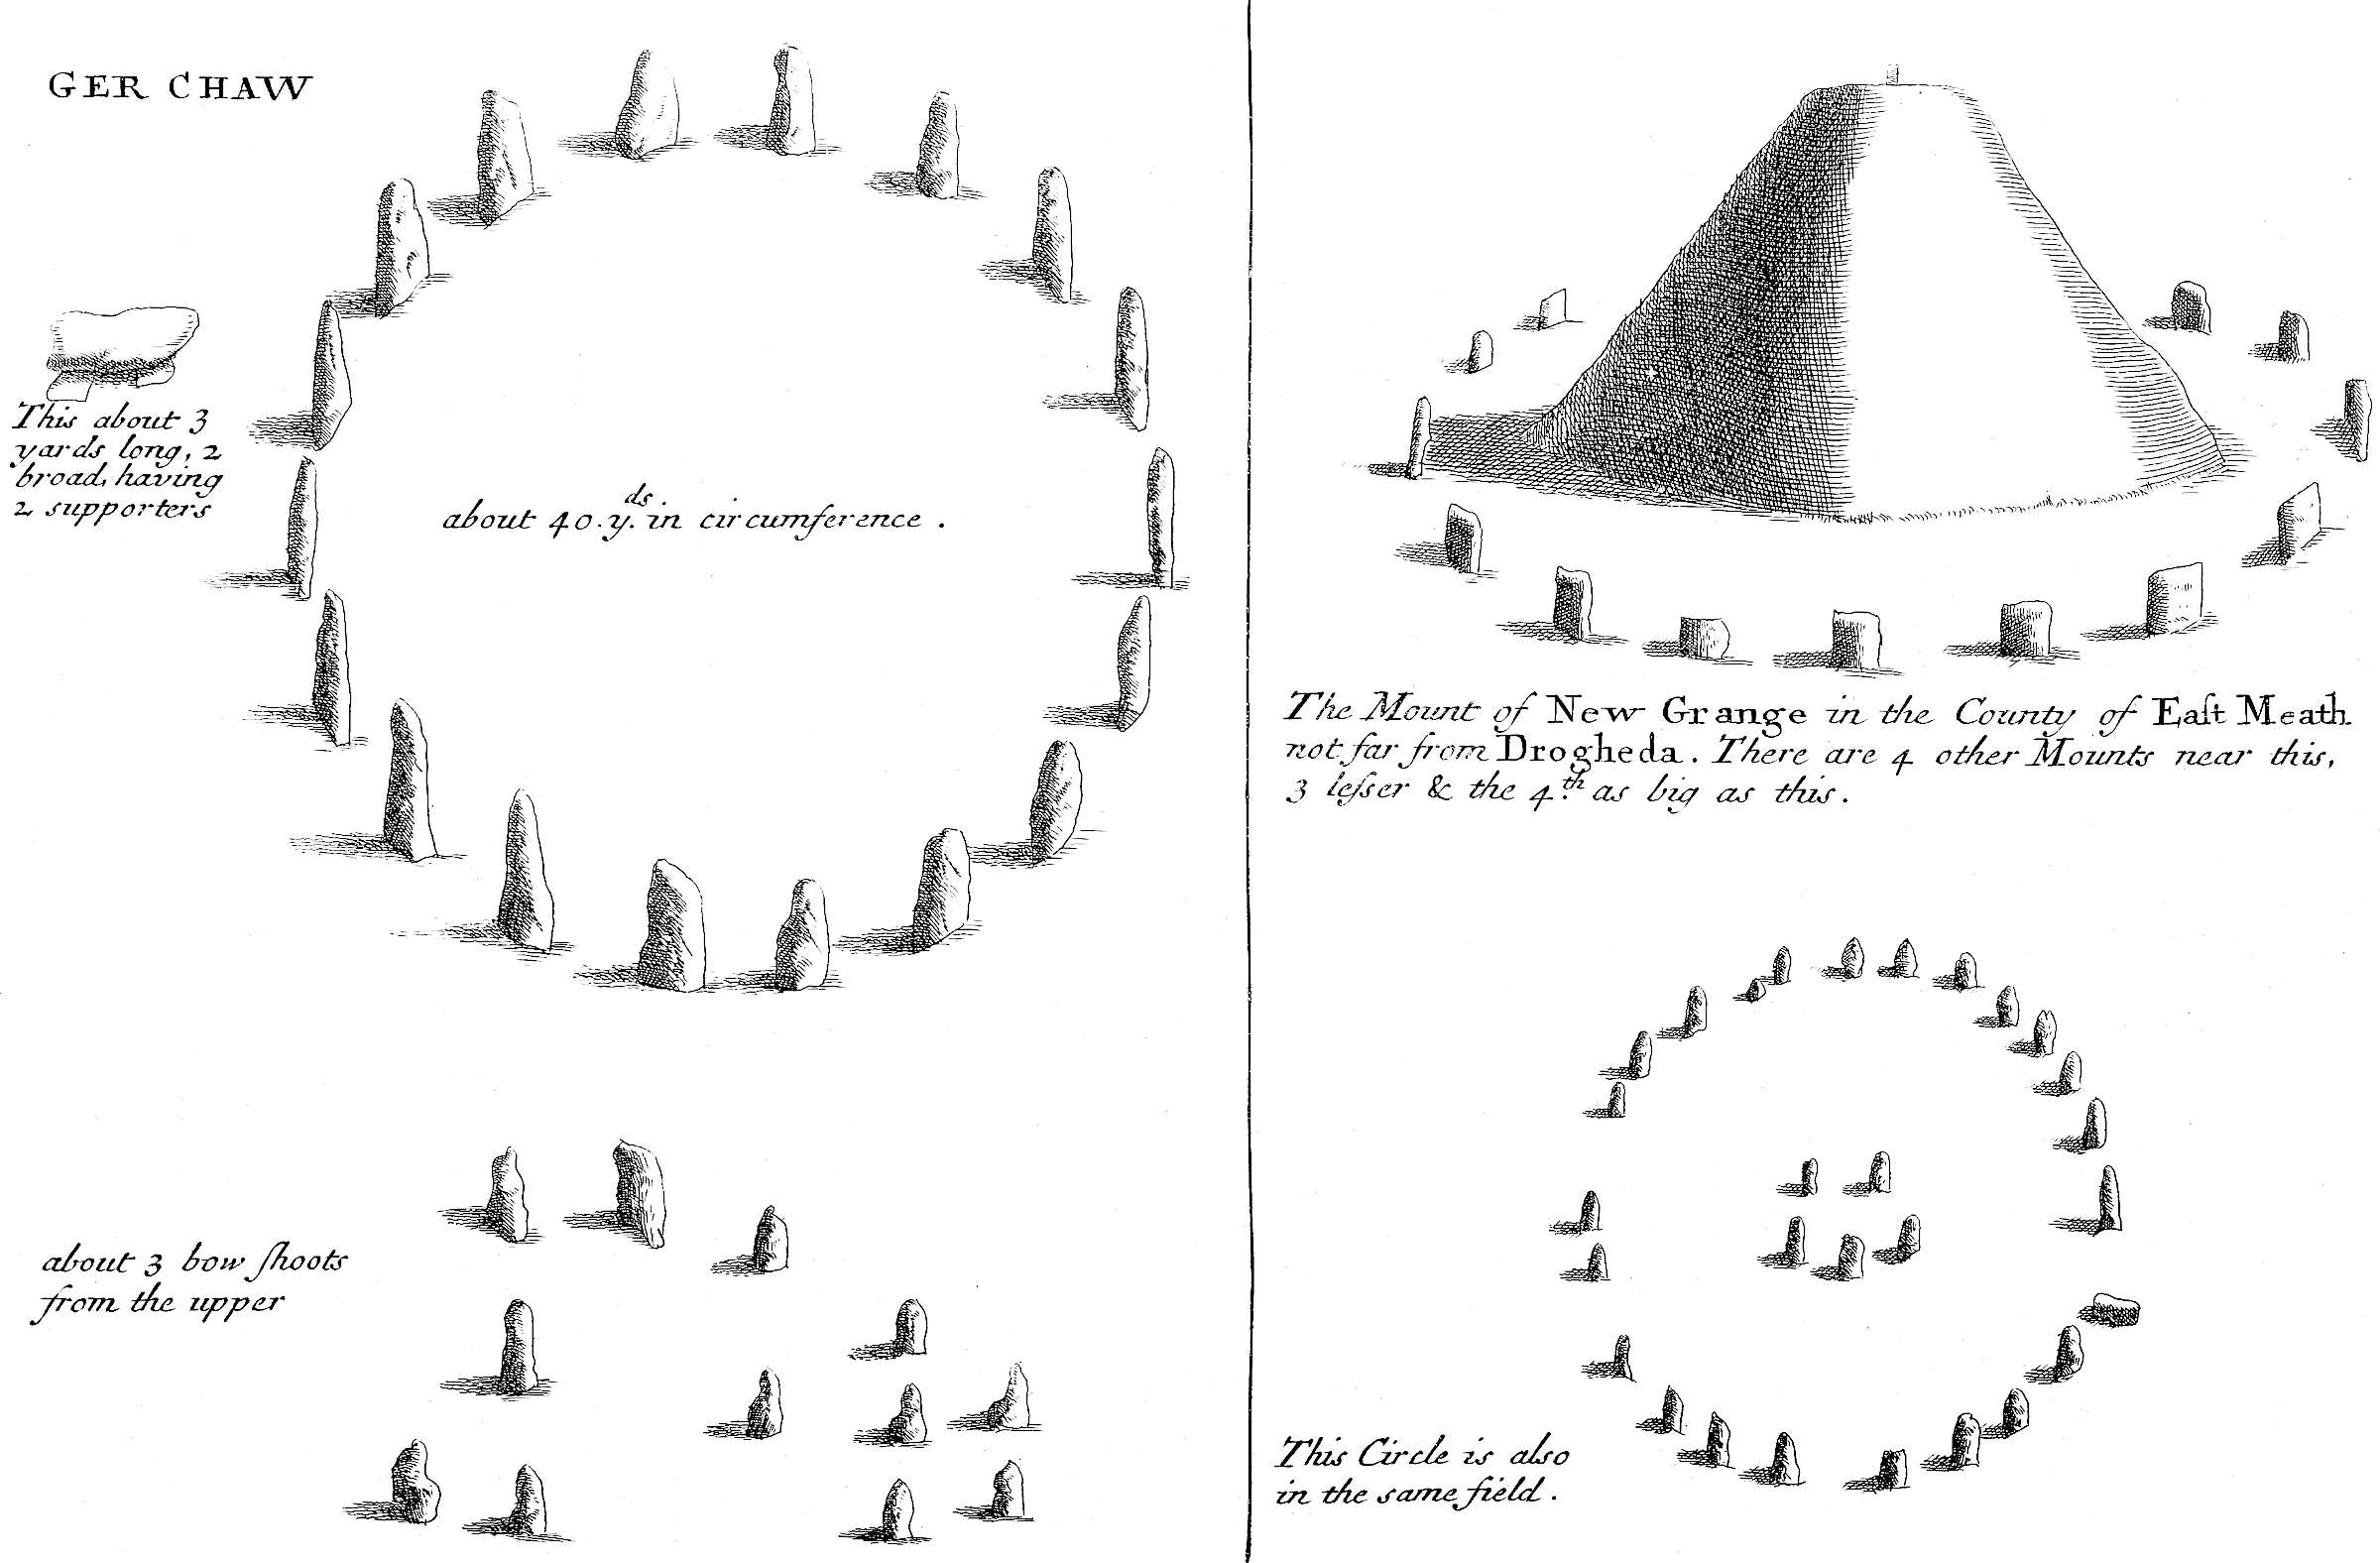 GER CHAW
This about 3
yards long, 2
broad, having
2 supporters
about 40. y.ds in circumference .
about 3 bow ſhoots
from the upper
The Mount of New Grange in the County of Eaſt Meath
not far from Drogheda . There are 4 other Mounts near this,
3 leſser & the 4.th as big as this .
This Circle is also
in the same field .